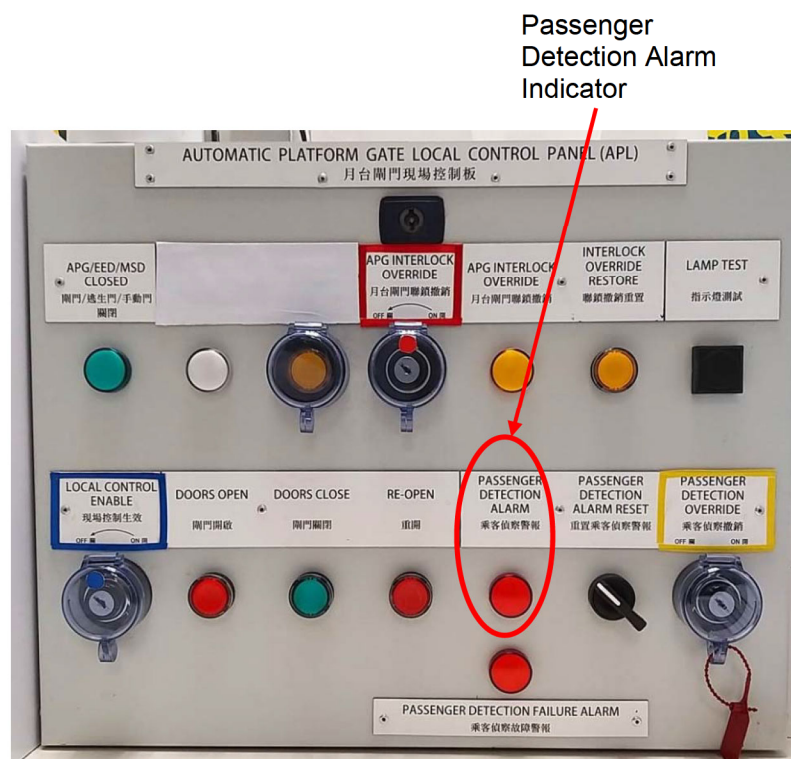 Passenger
Detection Alarm
Indicator
AUTOMATIC PLATFORM GATE LOCAL CONTROL PANEL (APL)
月台閘門現場控制板
APG/EED/MSD
CLOSED
閘門/逃生門/手動門
關閉
APG INTERLOCK
OVERRIDE
月台閘門聯鎖撤銷
OFF 關 ON 開
APG INTERLOCK
OVERRIDE
月台閘門聯鎖撤銷
INTERLOCK
OVERRIDE
RESTORE
聯鎖撤銷重置
LAMP TEST
指示燈測試
LOCAL CONTROL
ENABLE
現場控制生效
OFF 關 ON 開
DOORS OPEN
閘門開啟
DOORS CLOSE
閘門關閉
RE-OPEN
重開
PASSENGER
DETECTION
ALARM
乘客偵察警報
PASSENGER
DETECTION
ALARM RESET
重置乘客偵察警報
PASSENGER
DETECTION
OVERRIDE
乘客偵察撤銷
OFF 關 ON 開
PASSENGER DETECTION FAILURE ALARM
乘客偵察故障警報